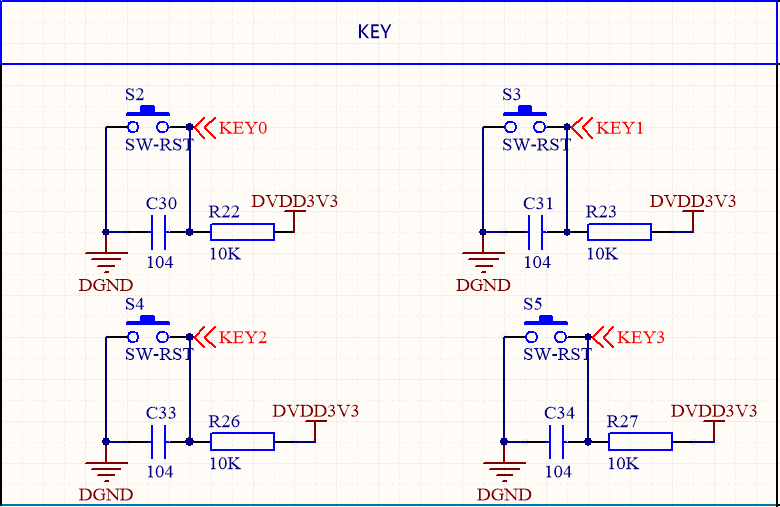 KEY
S2
KEY0
SW-RST
C30
R22
DVDD3V3
104
10K
DGND
S3
KEY1
SW-RST
C31
R23
DVDD3V3
104
10K
DGND
S4
KEY2
SW-RST
C33
R26
DVDD3V3
104
10K
DGND
S5
KEY3
SW-RST
C34
R27
DVDD3V3
104
10K
DGND